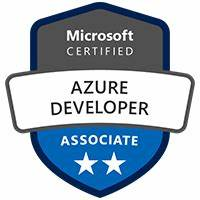 Microsoft
CERTIFIED
AZURE
DEVELOPER
ASSOCIATE